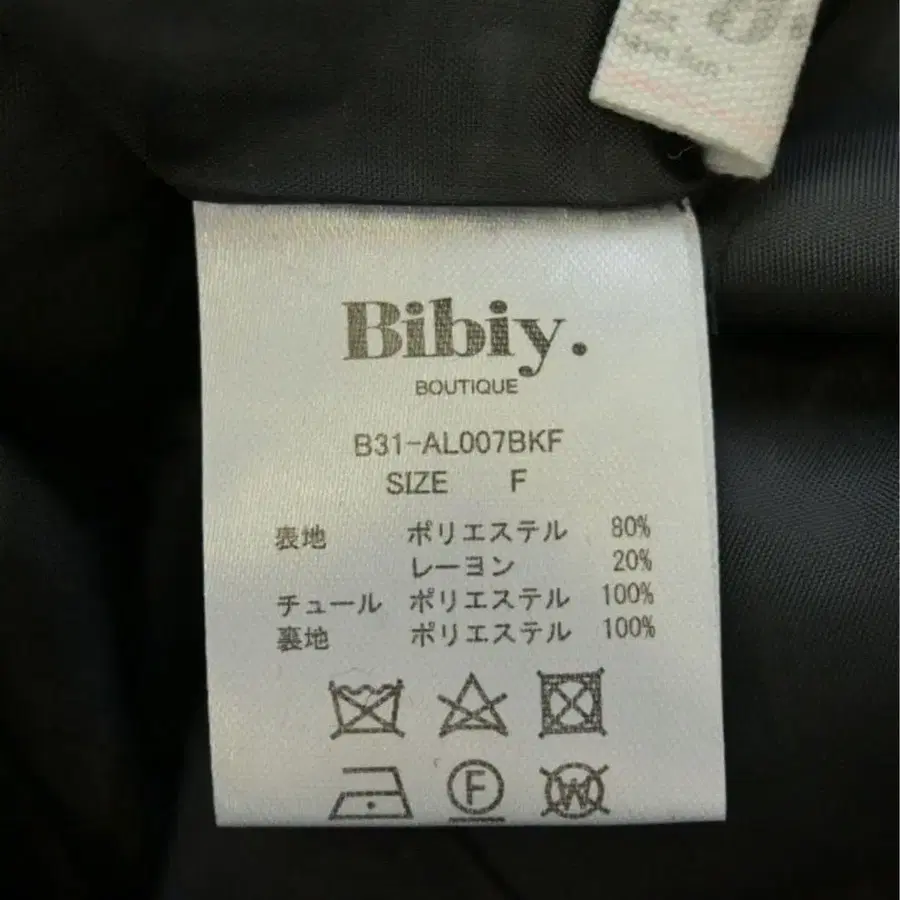 Bibiy.
BOUTIQUE
B31-AL007BKF
SIZE F
表地 ポリエステル 80%
レーヨン 20%
チュール ポリエステル 100%
裏地 ポリエステル 100%
F
W